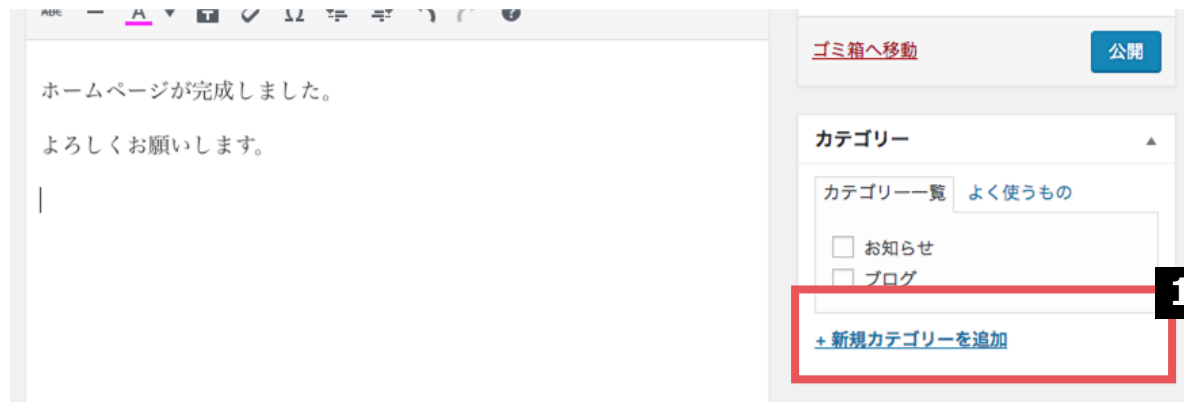 ABC A T Ω ?
ホームページが完成しました。
よろしくお願いします。
ゴミ箱へ移動
公開
カテゴリー
カテゴリー一覧 よく使うもの
お知らせ
ブログ
1
+ 新規カテゴリーを追加